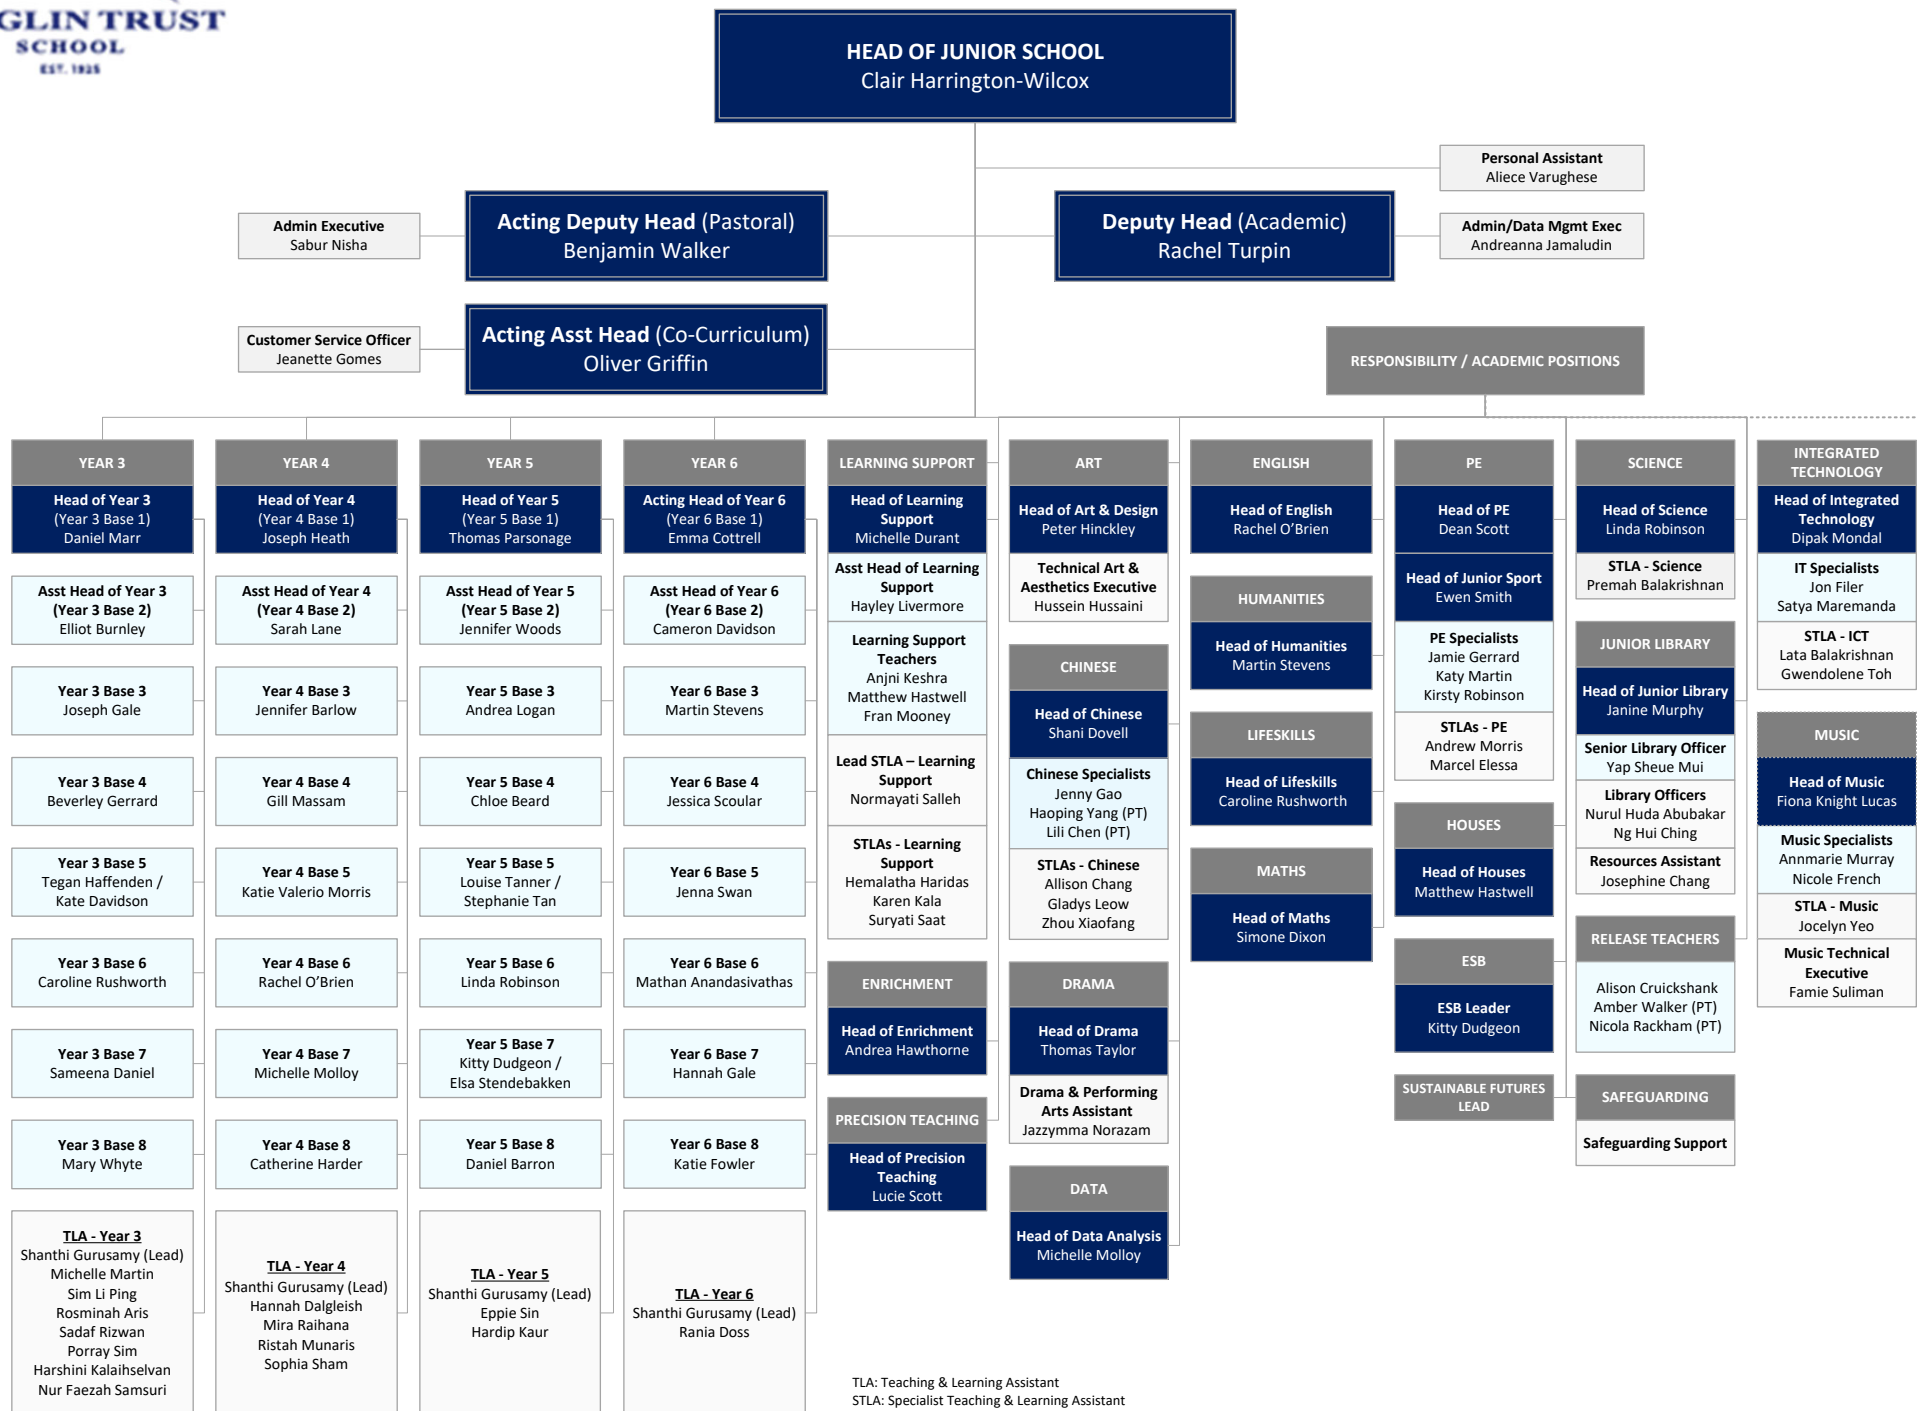 GLIN TRUST
SCHOOL
EST. 1925
HEAD OF JUNIOR SCHOOL
Clair Harrington-Wilcox
Personal Assistant
Aliece Varughese
Admin Executive
Sabur Nisha
Acting Deputy Head (Pastoral)
Benjamin Walker
Deputy Head (Academic)
Rachel Turpin
Admin/Data Mgmt Exec
Andreanna Jamaludin
Customer Service Officer
Jeanette Gomes
Acting Asst Head (Co-Curriculum)
Oliver Griffin
RESPONSIBILITY / ACADEMIC POSITIONS
YEAR 3
Head of Year 3
(Year 3 Base 1)
Daniel Marr
Asst Head of Year 3
(Year 3 Base 2)
Elliot Burnley
Year 3 Base 3
Joseph Gale
Year 3 Base 4
Beverley Gerrard
Year 3 Base 5
Tegan Haffenden /
Kate Davidson
Year 3 Base 6
Caroline Rushworth
Year 3 Base 7
Sameena Daniel
Year 3 Base 8
Mary Whyte
TLA - Year 3
Shanthi Gurusamy (Lead)
Michelle Martin
Sim Li Ping
Rosminah Aris
Sadaf Rizwan
Porray Sim
Harshini Kalaihselvan
Nur Faezah Samsuri
YEAR 4
Head of Year 4
(Year 4 Base 1)
Joseph Heath
Asst Head of Year 4
(Year 4 Base 2)
Sarah Lane
Year 4 Base 3
Jennifer Barlow
Year 4 Base 4
Gill Massam
Year 4 Base 5
Katie Valerio Morris
Year 4 Base 6
Rachel O’Brien
Year 4 Base 7
Michelle Molloy
Year 4 Base 8
Catherine Harder
TLA - Year 4
Shanthi Gurusamy (Lead)
Hannah Dalgleish
Mira Raihana
Ristah Munaris
Sophia Sham
YEAR 5
Head of Year 5
(Year 5 Base 1)
Thomas Parsonage
Asst Head of Year 5
(Year 5 Base 2)
Jennifer Woods
Year 5 Base 3
Andrea Logan
Year 5 Base 4
Chloe Beard
Year 5 Base 5
Louise Tanner /
Stephanie Tan
Year 5 Base 6
Linda Robinson
Year 5 Base 7
Kitty Dudgeon /
Elsa Stendebakken
Year 5 Base 8
Daniel Barron
TLA - Year 5
Shanthi Gurusamy (Lead)
Eppie Sin
Hardip Kaur
YEAR 6
Acting Head of Year 6
(Year 6 Base 1)
Emma Cottrell
Asst Head of Year 6
(Year 6 Base 2)
Cameron Davidson
Year 6 Base 3
Martin Stevens
Year 6 Base 4
Jessica Scoular
Year 6 Base 5
Jenna Swan
Year 6 Base 6
Mathan Anandasivathas
Year 6 Base 7
Hannah Gale
Year 6 Base 8
Katie Fowler
TLA - Year 6
Shanthi Gurusamy (Lead)
Rania Doss
LEARNING SUPPORT
Head of Learning
Support
Michelle Durant
Asst Head of Learning
Support
Hayley Livermore
Learning Support
Teachers
Anjni Keshra
Matthew Hastwell
Fran Mooney
Lead STLA – Learning
Support
Normayati Salleh
STLAs - Learning
Support
Hemalatha Haridas
Karen Kala
Suryati Saat
ENRICHMENT
Head of Enrichment
Andrea Hawthorne
PRECISION TEACHING
Head of Precision
Teaching
Lucie Scott
ART
Head of Art & Design
Peter Hinckley
Technical Art &
Aesthetics Executive
Hussein Hussaini
CHINESE
Head of Chinese
Shani Dovell
Chinese Specialists
Jenny Gao
Haoping Yang (PT)
Lili Chen (PT)
STLAs - Chinese
Allison Chang
Gladys Leow
Zhou Xiaofang
DRAMA
Head of Drama
Thomas Taylor
Drama & Performing
Arts Assistant
Jazzymma Norazam
DATA
Head of Data Analysis
Michelle Molloy
ENGLISH
Head of English
Rachel O’Brien
HUMANITIES
Head of Humanities
Martin Stevens
LIFESKILLS
Head of Lifeskills
Caroline Rushworth
MATHS
Head of Maths
Simone Dixon
PE
Head of PE
Dean Scott
Head of Junior Sport
Ewen Smith
PE Specialists
Jamie Gerrard
Katy Martin
Kirsty Robinson
STLAs - PE
Andrew Morris
Marcel Elessa
HOUSES
Head of Houses
Matthew Hastwell
ESB
ESB Leader
Kitty Dudgeon
SUSTAINABLE FUTURES
LEAD
SCIENCE
Head of Science
Linda Robinson
STLA - Science
Premah Balakrishnan
JUNIOR LIBRARY
Head of Junior Library
Janine Murphy
Senior Library Officer
Yap Sheue Mui
Library Officers
Nurul Huda Abubakar
Ng Hui Ching
Resources Assistant
Josephine Chang
RELEASE TEACHERS
Alison Cruickshank
Amber Walker (PT)
Nicola Rackham (PT)
SAFEGUARDING
Safeguarding Support
INTEGRATED
TECHNOLOGY
Head of Integrated
Technology
Dipak Mondal
IT Specialists
Jon Filer
Satya Maremanda
STLA - ICT
Lata Balakrishnan
Gwendolene Toh
MUSIC
Head of Music
Fiona Knight Lucas
Music Specialists
Annmarie Murray
Nicole French
STLA - Music
Jocelyn Yeo
Music Technical
Executive
Famie Suliman
TLA: Teaching & Learning Assistant
STLA: Specialist Teaching & Learning Assistant